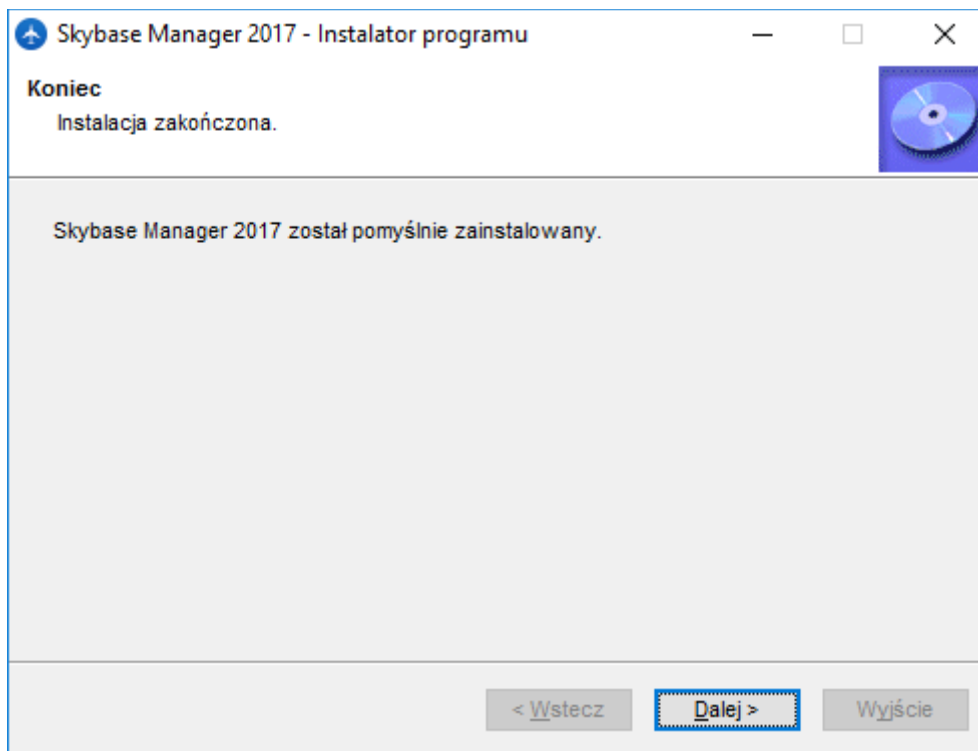 Skybase Manager 2017 - Instalator programu
Koniec
Instalacja zakończona.
Skybase Manager 2017 został pomyślnie zainstalowany.
< Wstecz
Dalej >
Wyjście